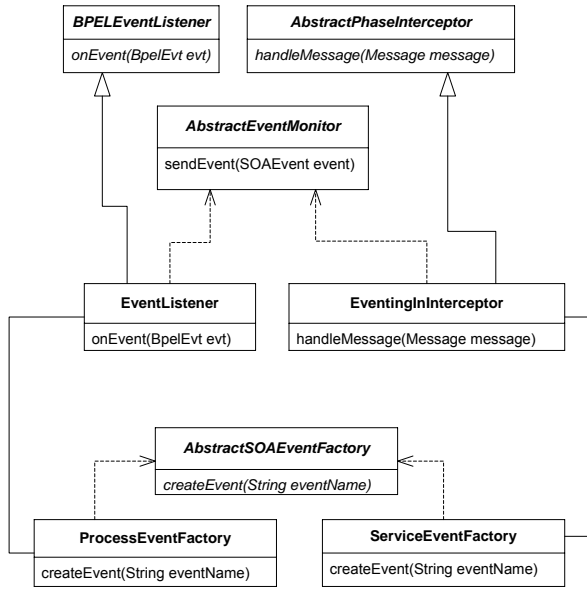 BPELEventListener
onEvent(BpelEvt evt)
AbstractPhaseInterceptor
handleMessage(Message message)
AbstractEventMonitor
sendEvent(SOAEvent event)
EventListener
onEvent(BpelEvt evt)
EventingInInterceptor
handleMessage(Message message)
AbstractSOAEventFactory
createEvent(String eventName)
ProcessEventFactory
createEvent(String eventName)
ServiceEventFactory
createEvent(String eventName)